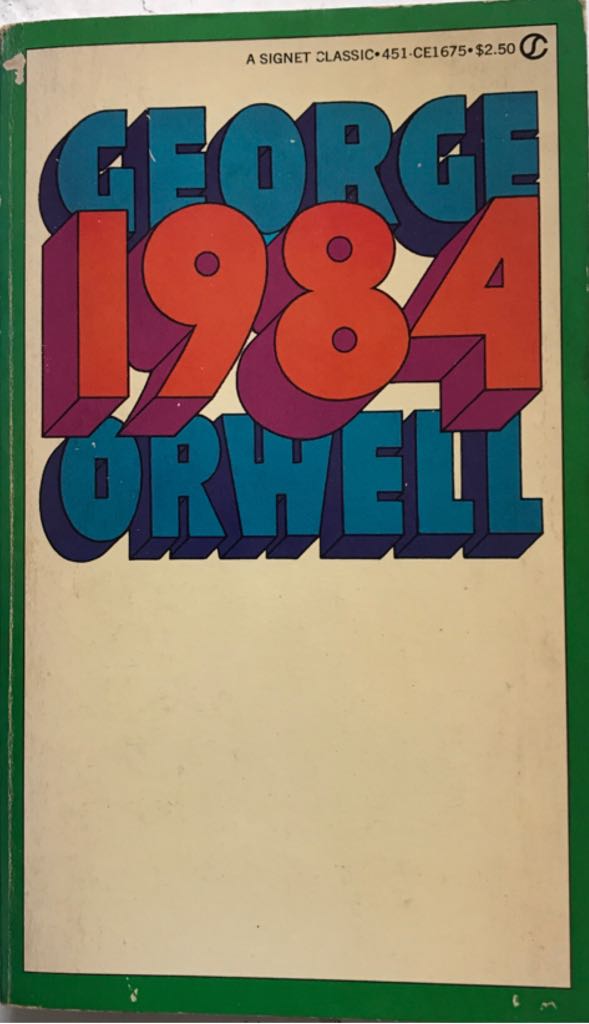 A SIGNET CLASSIC•451-CE1675•$2.50
GEORGE
1984
ORWELL